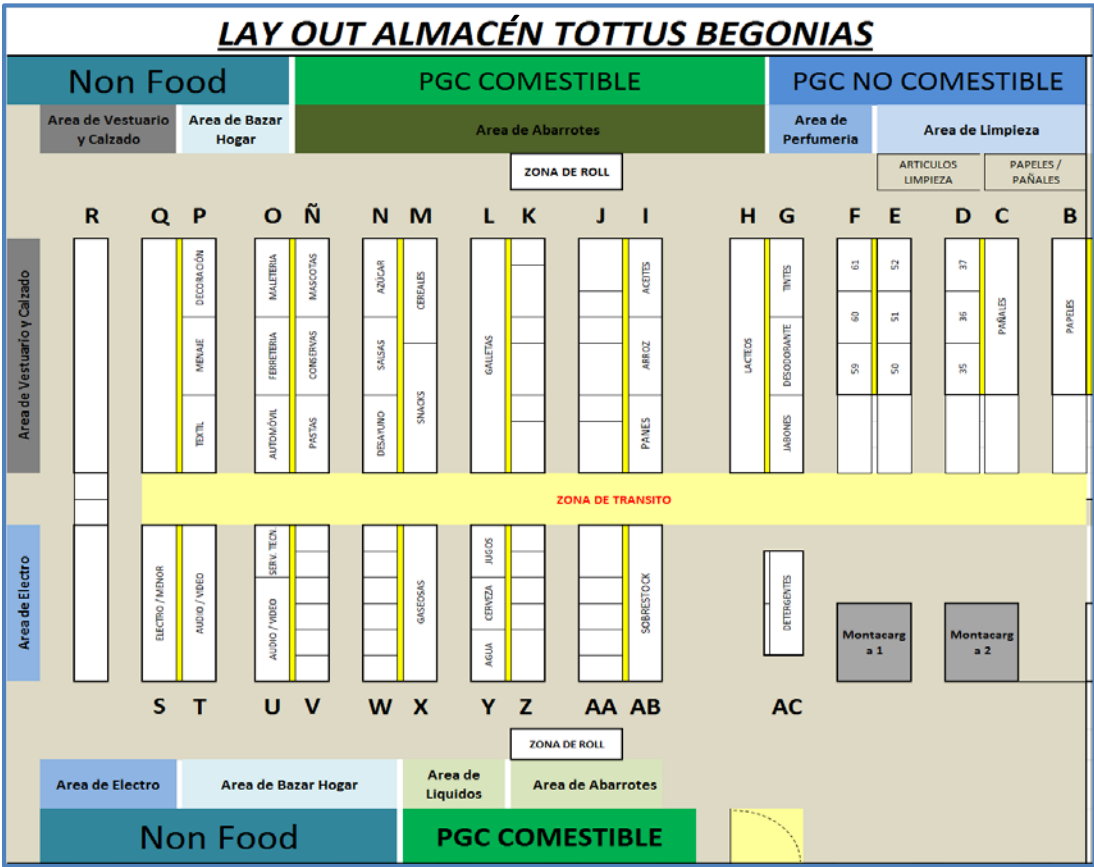 LAY OUT ALMACÉN TOTTUS BEGONIAS
Non Food
PGC COMESTIBLE
PGC NO COMESTIBLE
Area de Vestuario
y Calzado
Area de Bazar
Hogar
Area de Abarrotes
Area de
Perfumeria
Area de Limpieza
ZONA DE ROLL
ARTICULOS
LIMPIEZA
PAPELES /
PAÑALES
R Q P O Ñ N M L K J I H G F E D C B
Area de Vestuario y Calzado
DECORACIÓN
MENAJE
TEXTIL
MALETERIA
FERRETERIA
AUTOMÓVIL
MASCOTAS
CONSERVAS
PASTAS
AZÚCAR
SALSAS
DESAYUNO
CEREALES
SNACKS
GALLETAS
ACEITES
ARROZ
PANES
LACTEOS
TINTES
DESODORANTE
JABONES
61
60
59
52
51
50
37
36
35
PAÑALES
PAPELES
ZONA DE TRANSITO
Area de Electro
ELECTRO / MENOR
AUDIO / VIDEO
SERV. TECN.
AUDIO / VIDEO
GASEOSAS
JUGOS
CERVEZA
AGUA
SOBRESTOCK
DETERGENTES
Montacarg
a 1
Montacarg
a 2
S T U V W X Y Z AA AB AC
ZONA DE ROLL
Area de Electro
Area de Bazar Hogar
Area de
Liquidos
Area de Abarrotes
Non Food
PGC COMESTIBLE